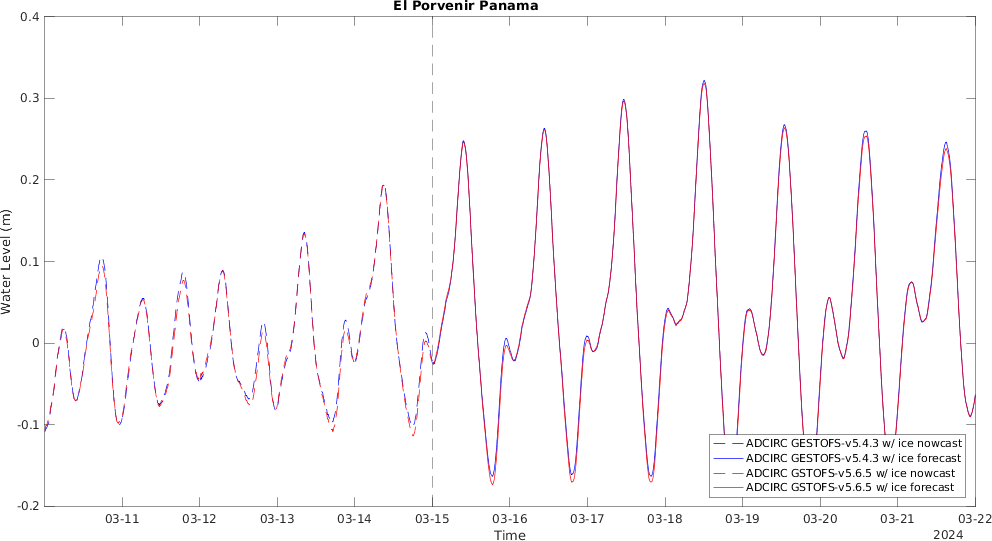 El Porvenir Panama
0.4
0.3
0.2
0.1
0
-0.1
-0.2
Water Level (m)
ADCIRC GESTOFS-v5.4.3 w/ ice nowcast
ADCIRC GESTOFS-v5.4.3 w/ ice forecast
ADCIRC GSTOFS-v5.6.5 w/ ice nowcast
ADCIRC GSTOFS-v5.6.5 w/ ice forecast
03-11 03-12 03-13 03-14 03-15 03-16 03-17 03-18 03-19 03-20 03-21 03-22
Time
2024